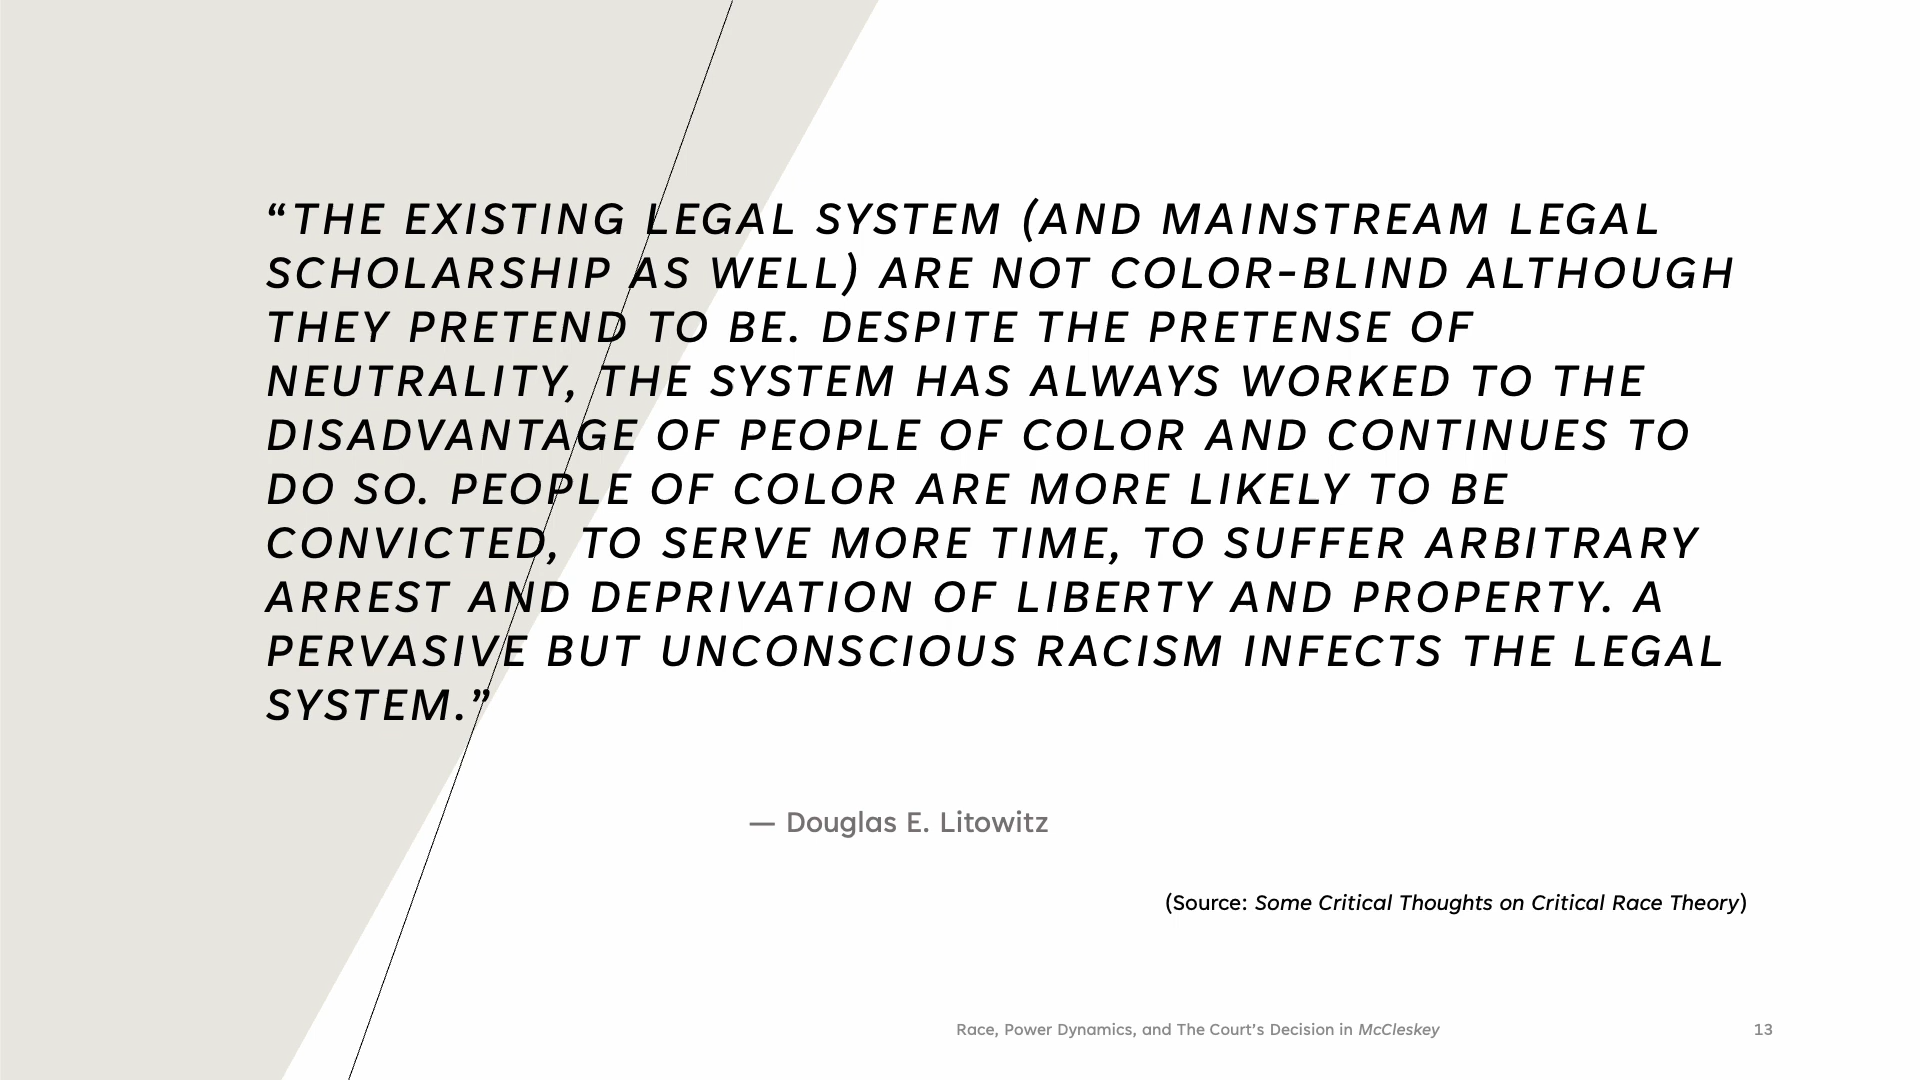 “THE EXISTING LEGAL SYSTEM (AND MAINSTREAM LEGAL
SCHOLARSHIP AS WELL) ARE NOT COLOR-BLIND ALTHOUGH
THEY PRETEND TO BE. DESPITE THE PRETENSE OF
NEUTRALITY, THE SYSTEM HAS ALWAYS WORKED TO THE
DISADVANTAGE OF PEOPLE OF COLOR AND CONTINUES TO
DO SO. PEOPLE OF COLOR ARE MORE LIKELY TO BE
CONVICTED, TO SERVE MORE TIME, TO SUFFER ARBITRARY
ARREST AND DEPRIVATION OF LIBERTY AND PROPERTY. A
PERVASIVE BUT UNCONSCIOUS RACISM INFECTS THE LEGAL
SYSTEM.”
— Douglas E. Litowitz
(Source: Some Critical Thoughts on Critical Race Theory)
Race, Power Dynamics, and The Court’s Decision in McCleskey
13